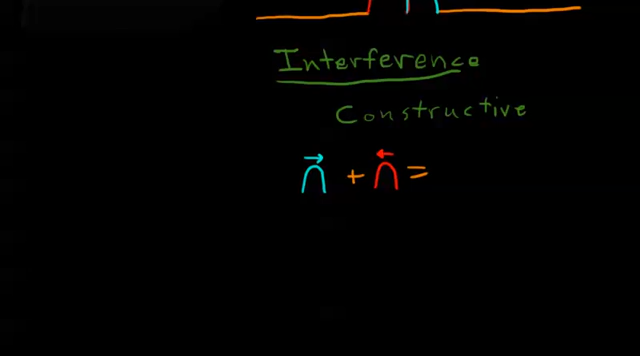 Interference
Constructive
+ =